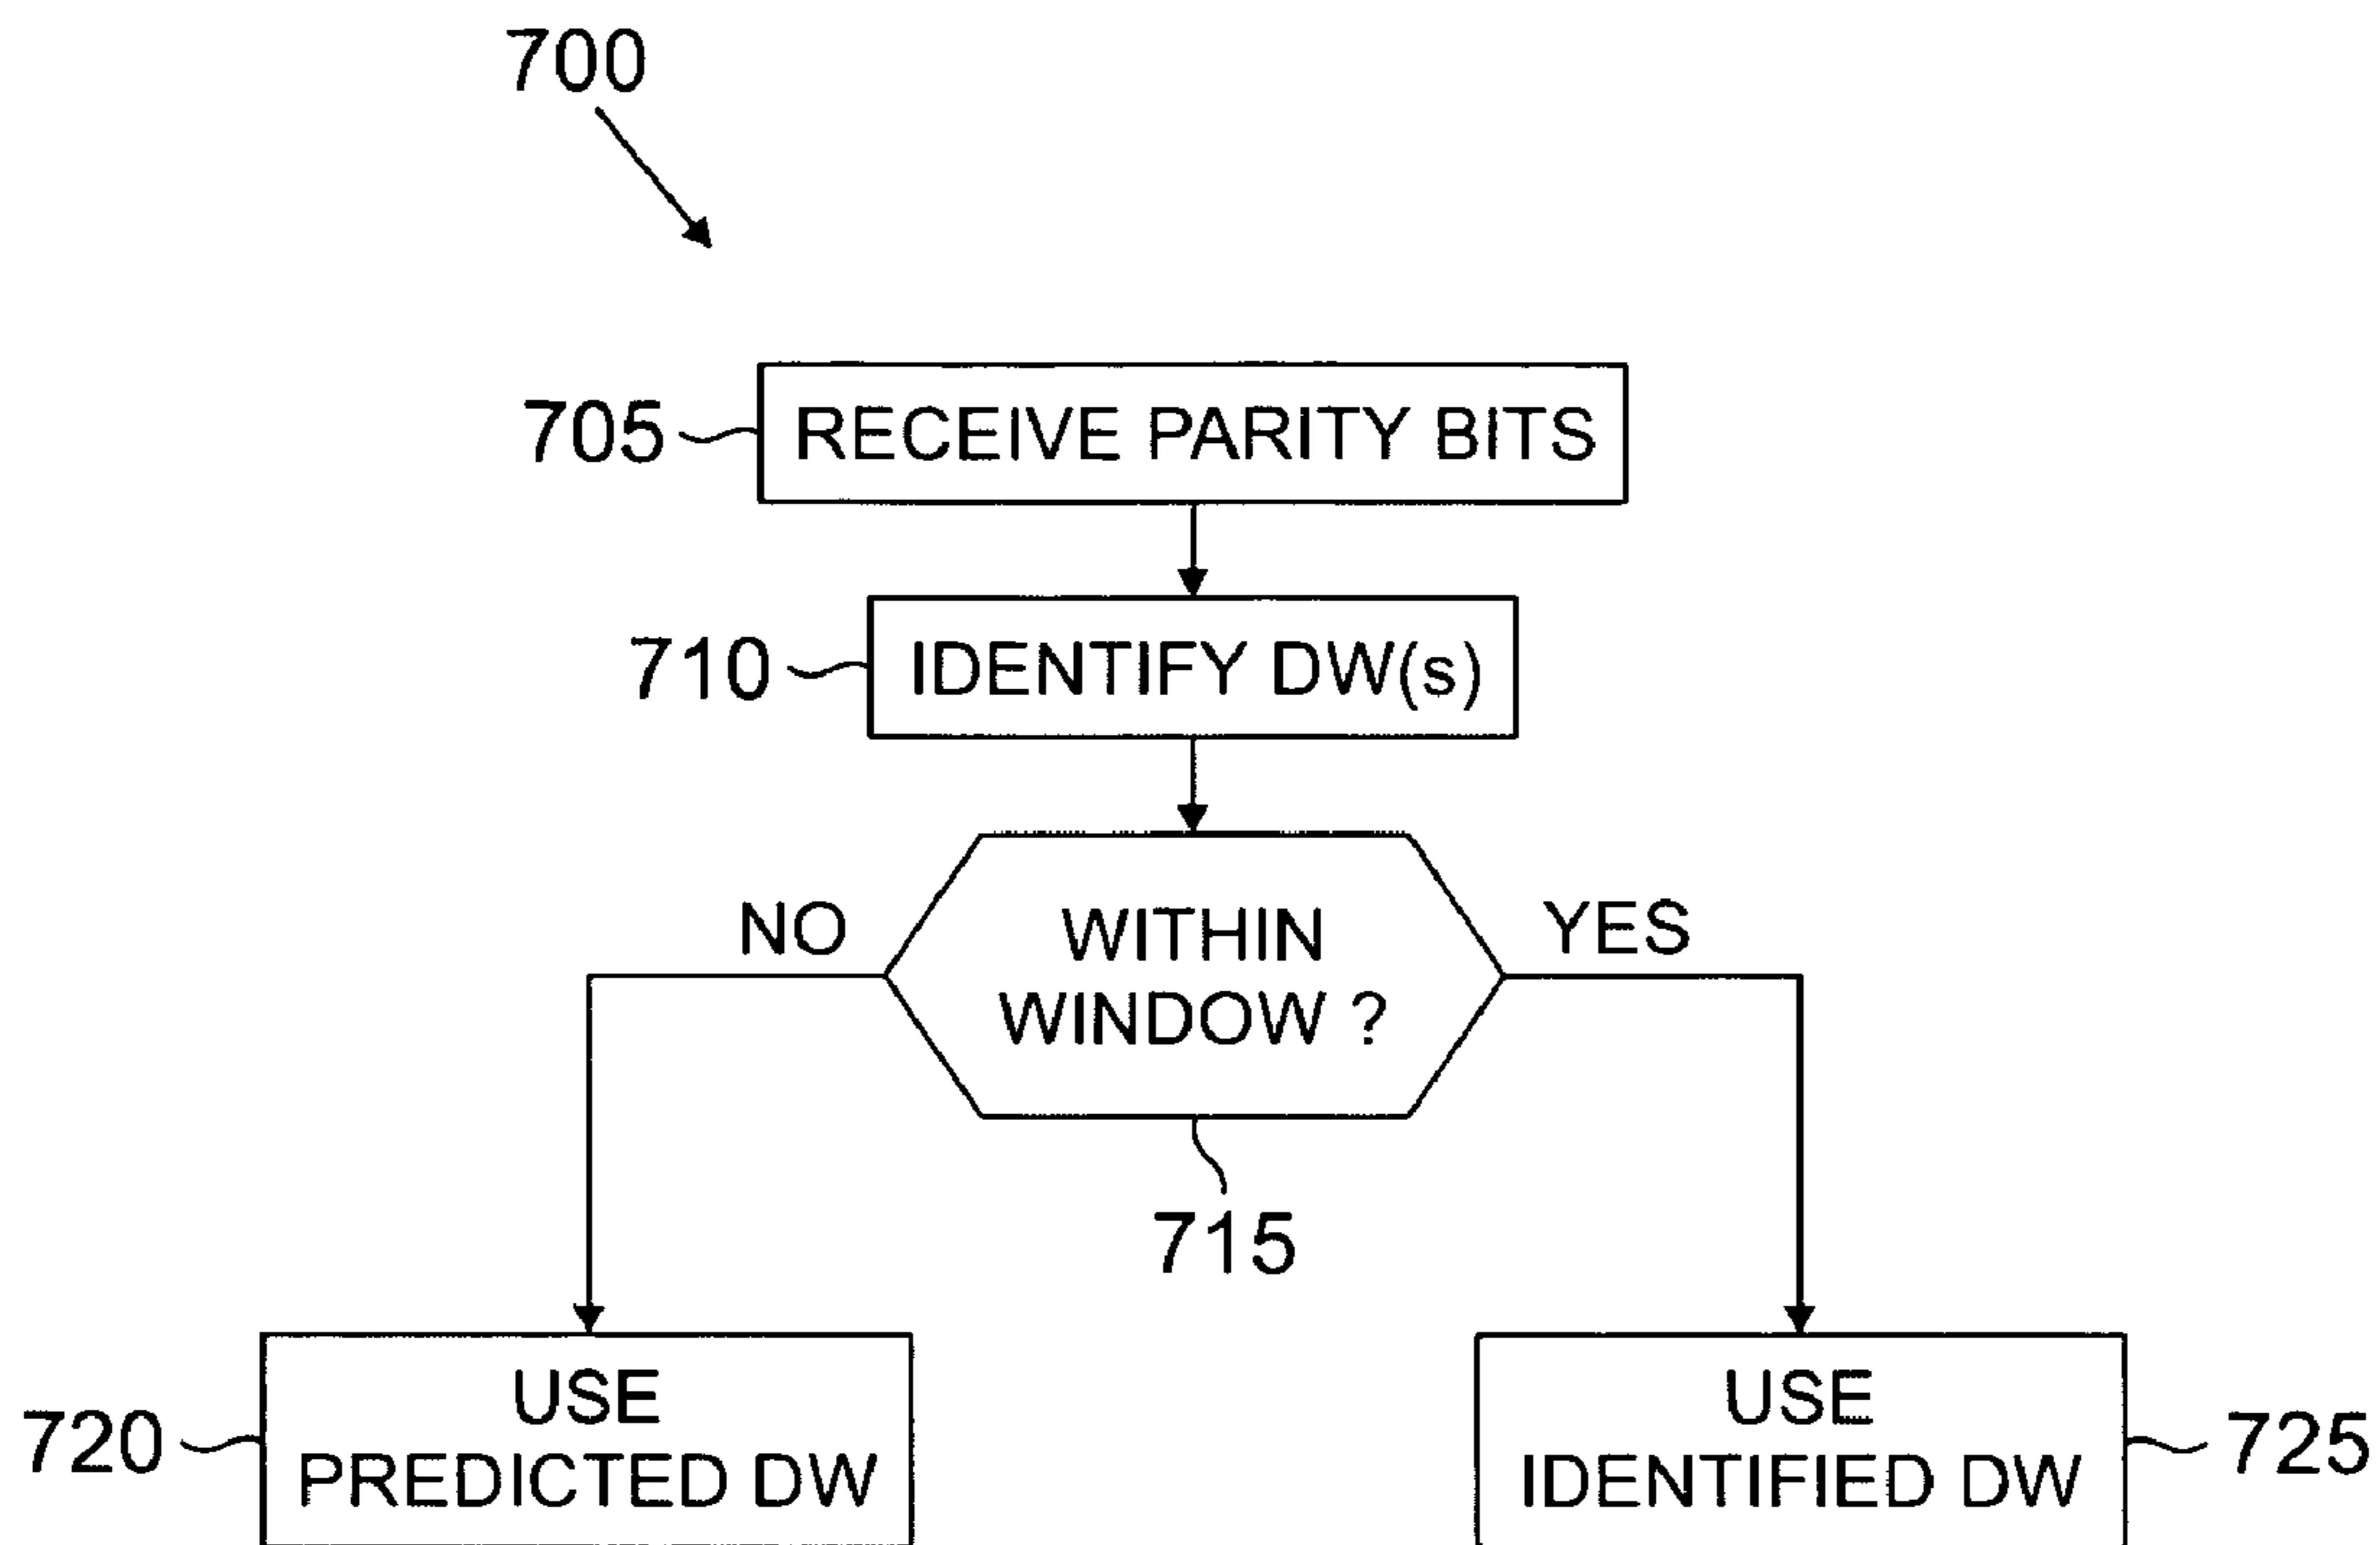 700
705
RECEIVE PARITY BITS
710
IDENTIFY DW(s)
NO
WITHIN
WINDOW ?
YES
715
720
USE
PREDICTED DW
USE
IDENTIFIED DW
725